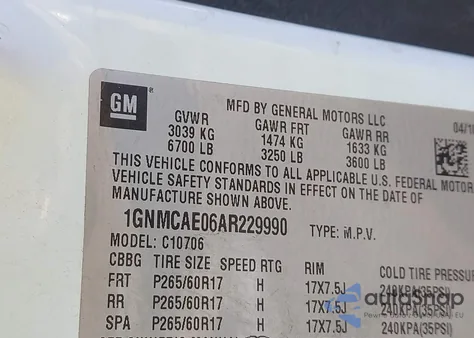 GM
MFD BY GENERAL MOTORS LLC
04/10
GVWR GAWR FRT GAWR RR
3039 KG 1474 KG 1633 KG
6700 LB 3250 LB 3600 LB
THIS VEHICLE CONFORMS TO ALL APPLICABLE U.S. FEDERAL MOTOR
VEHICLE SAFETY STANDARDS IN EFFECT ON THE DATE OF
MANUFACTURE SHOWN ABOVE.
1GNMCAE06AR229990 TYPE: M.P.V.
MODEL: C10706
CBBG TIRE SIZE SPEED RTG RIM COLD TIRE PRESSUR
FRT P265/60R17 H 17X7.5J 240KPA(35PSI)
RR P265/60R17 H 17X7.5J 240KPA(35PSI)
SPA P265/60R17 H 17X7.5J 240KPA(35PSI)
autoSnap